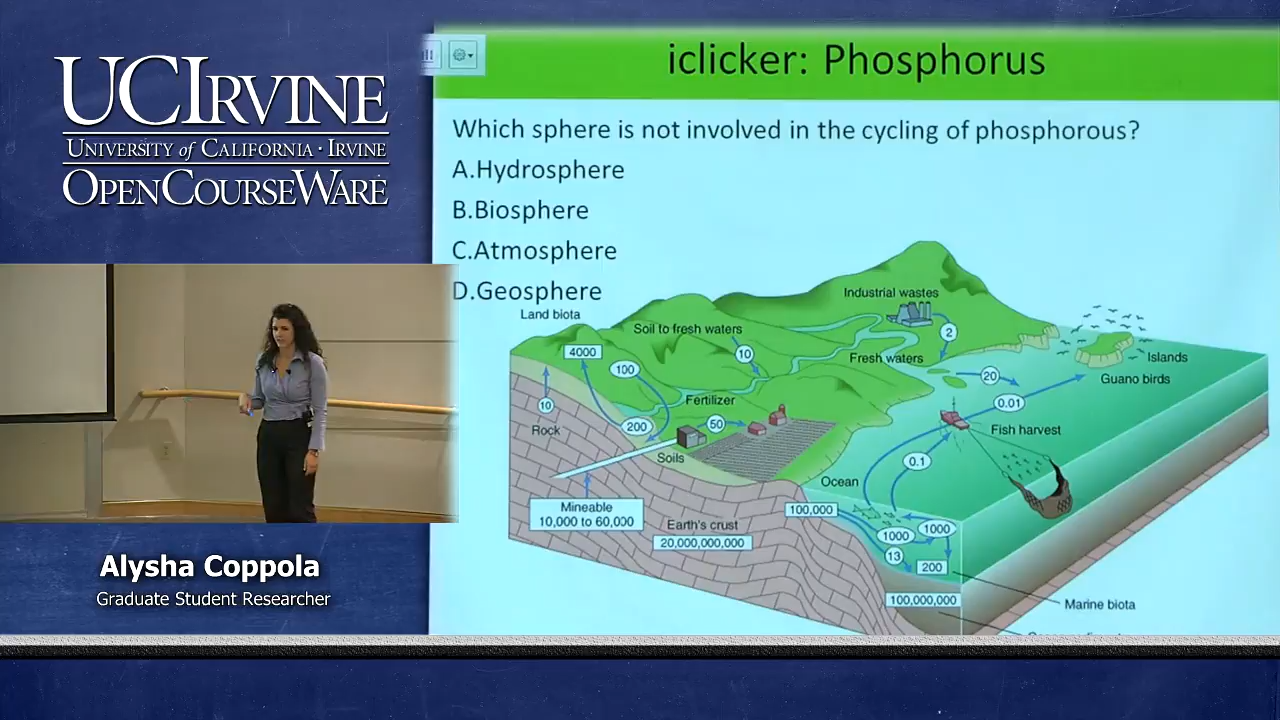 UCIRVINE
UNIVERSITY of CALIFORNIA · IRVINE
OPENCOURSEWARE
iclicker: Phosphorus
Which sphere is not involved in the cycling of phosphorous?
A.Hydrosphere
B.Biosphere
C.Atmosphere
D.Geosphere
Land biota
Industrial wastes
Soil to fresh waters
2
4000
10
Fresh waters
Islands
100
20
Guano birds
Fertilizer
0.01
10
200
50
Rock
Fish harvest
Soils
0.1
Ocean
Mineable
10,000 to 60,000
100,000
Earth's crust
20,000,000,000
1000
1000
13
200
100,000,000
Marine biota
Alysha Coppola
Graduate Student Researcher